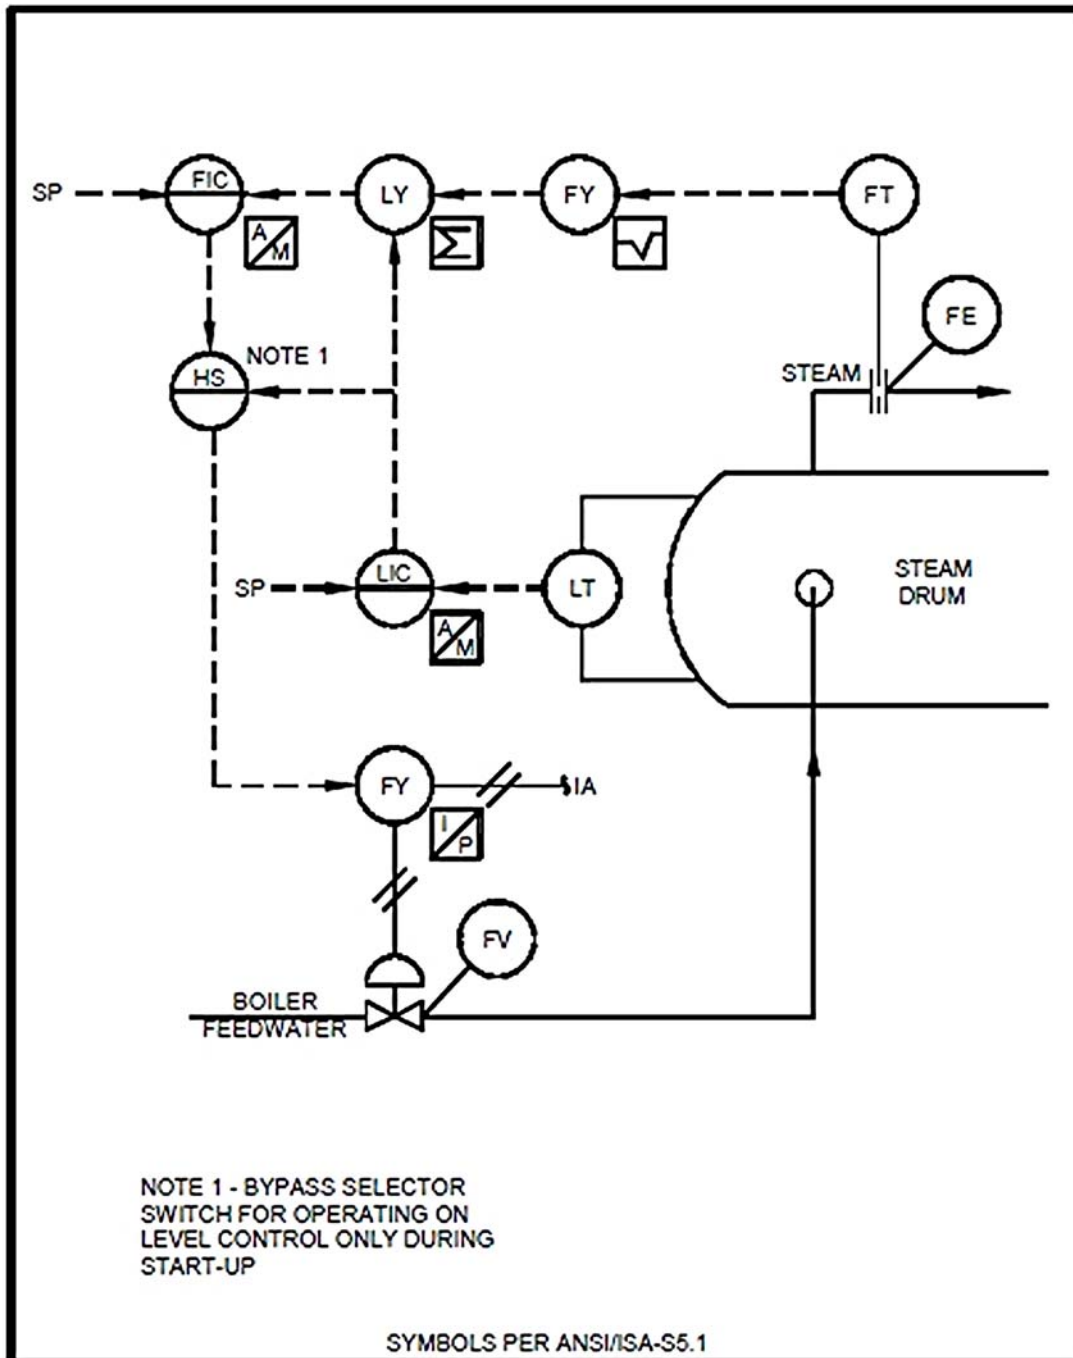 SP
FIC
LY
FY
FT
A
M
Σ
√
FE
HS
NOTE 1
STEAM
SP
LIC
LT
STEAM
DRUM
A
M
FY
IA
I
P
FV
BOILER
FEEDWATER
NOTE 1 - BYPASS SELECTOR
SWITCH FOR OPERATING ON
LEVEL CONTROL ONLY DURING
START-UP
SYMBOLS PER ANSI/ISA-S5.1